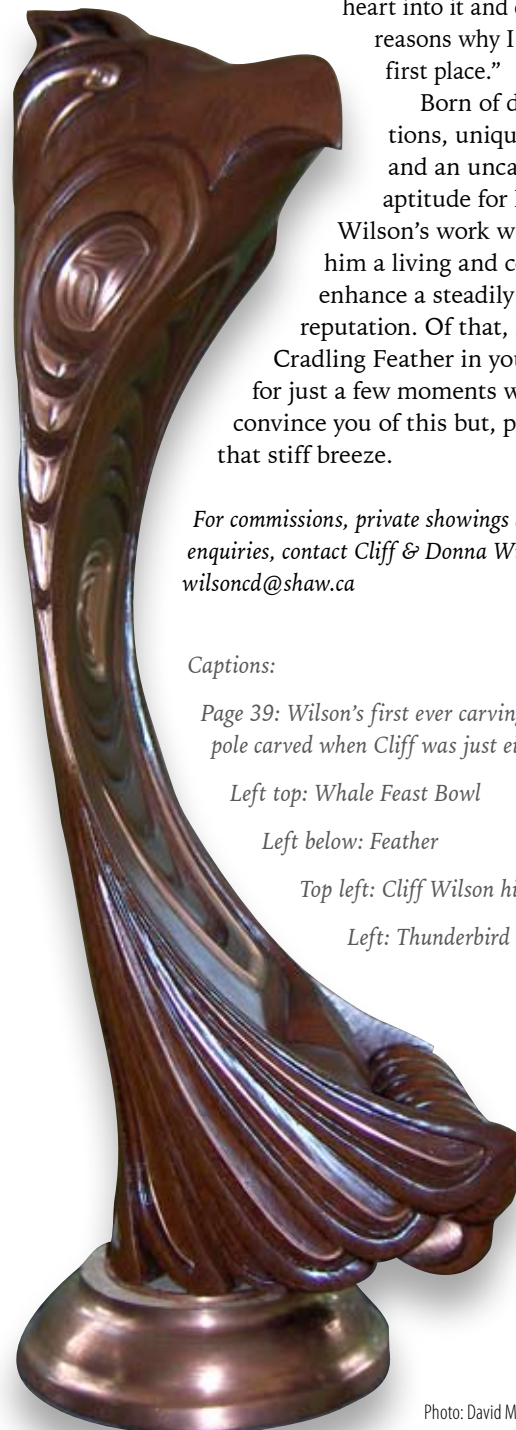 heart into it and
reasons why I
first place.”
Born of
tions, uniqu
and an unca
aptitude for
Wilson’s work w
him a living and c
enhance a steadily
reputation. Of that,
Cradling Feather in you
for just a few moments w
convince you of this but, p
that stiff breeze.
For commissions, private showings
enquiries, contact Cliff & Donna W
wilsoncd@shaw.ca
Captions:
Page 39: Wilson’s first ever carving
pole carved when Cliff was just ei
Left top: Whale Feast Bowl
Left below: Feather
Top left: Cliff Wilson hi
Left: Thunderbird
Photo: David M